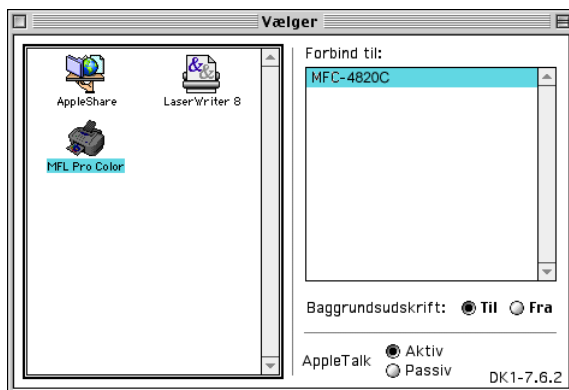 Vælger
AppleShare
LaserWriter 8
MFL Pro Color
Forbind til:
MFC-4820C
Baggrundsudskrift: Til Fra
AppleTalk Aktiv
Passiv
DK1-7.6.2